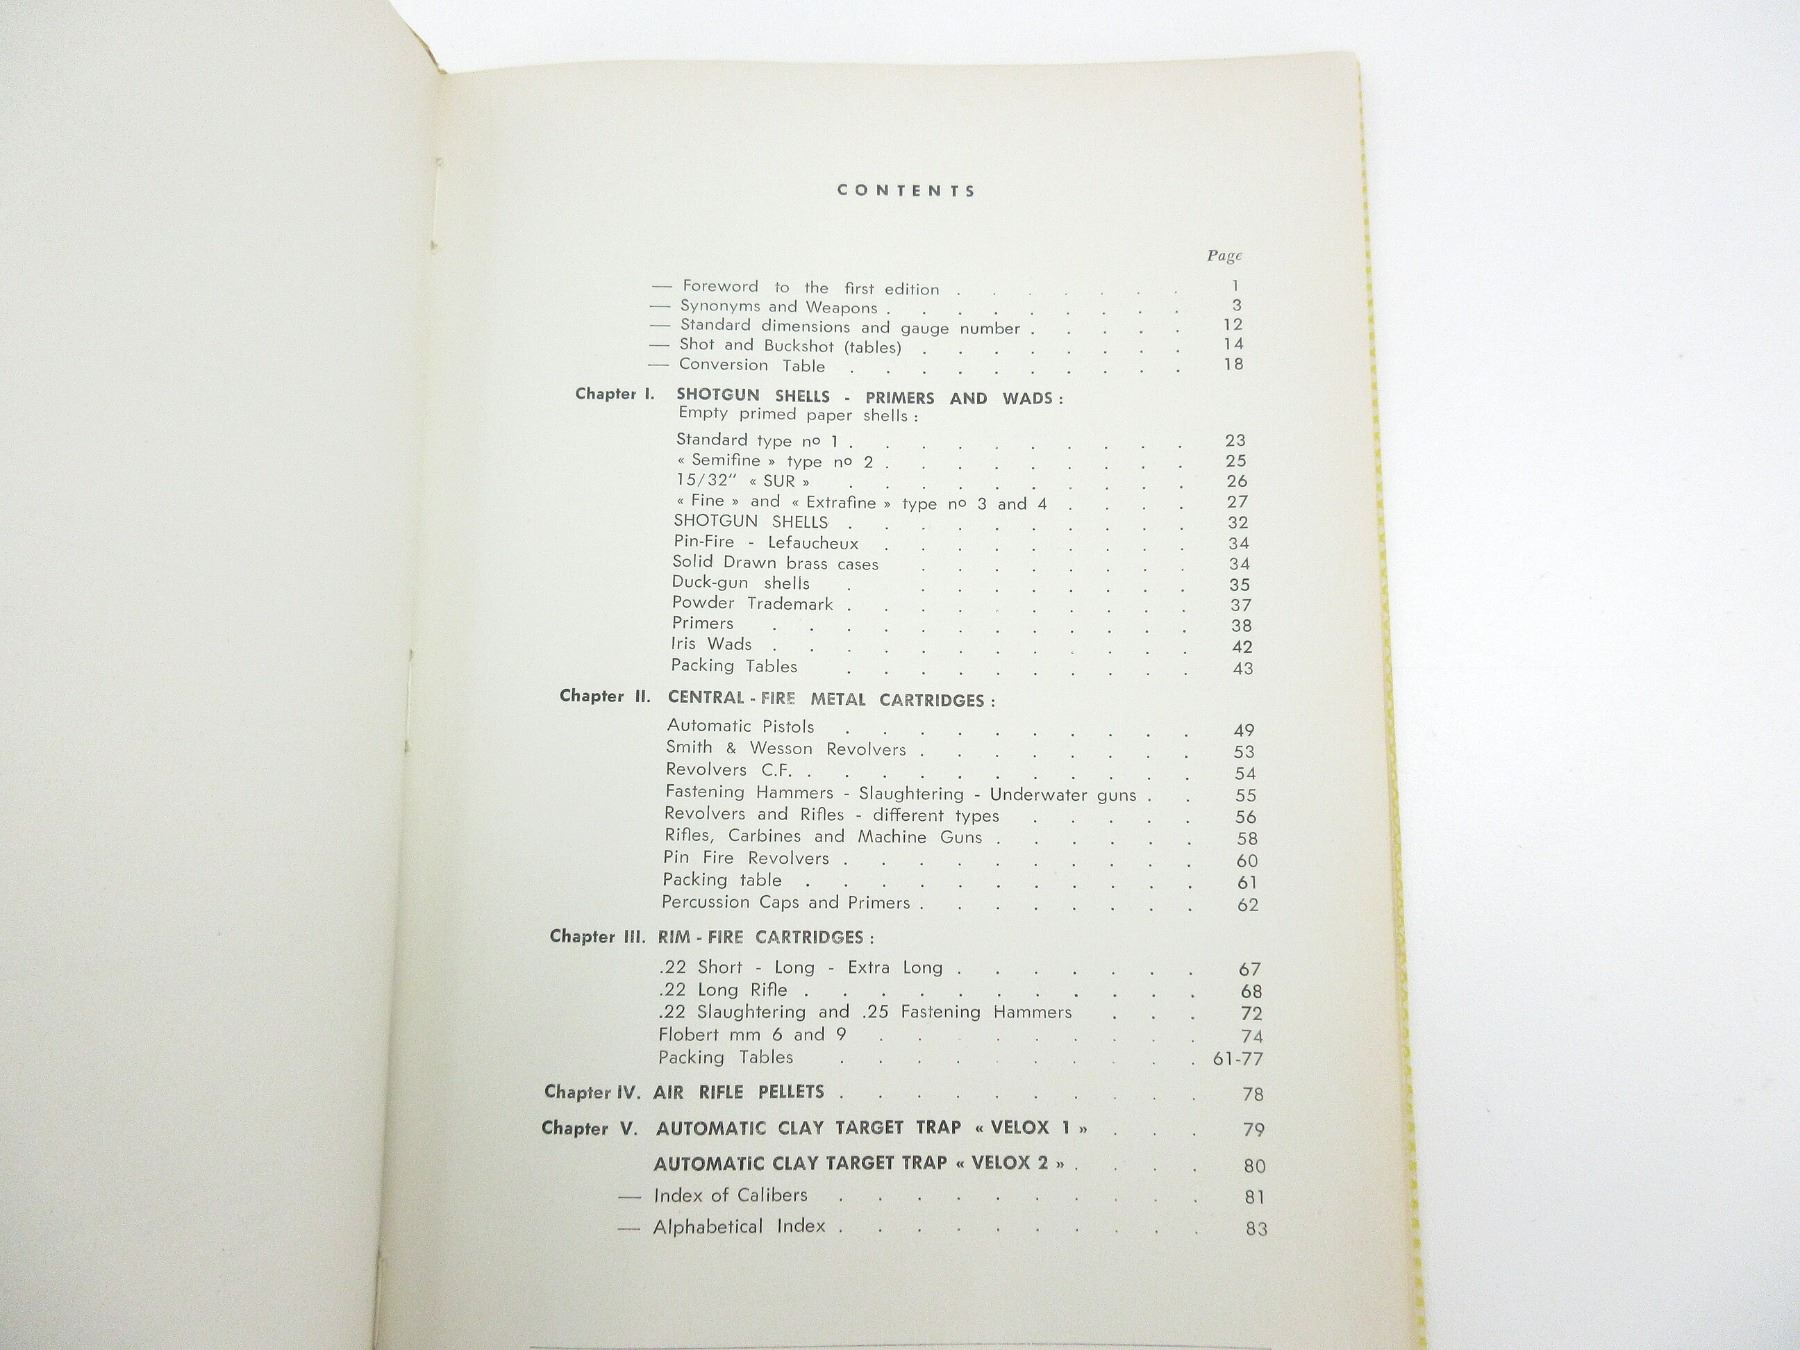 CONTENTS
Page
— Foreword to the first edition . . . . . . . 1
— Synonyms and Weapons . . . . . . . . . 3
— Standard dimensions and gauge number . . . . . 12
— Shot and Buckshot (tables) . . . . . . . . 14
— Conversion Table . . . . . . . . . . 18
Chapter I. SHOTGUN SHELLS - PRIMERS AND WADS :
Empty primed paper shells :
Standard type nº 1 . . . . . . . . . . 23
« Semifine » type nº 2 . . . . . . . . . 25
15/32" « SUR » . . . . . . . . . . 26
« Fine » and « Extrafine » type nº 3 and 4 . . . . 27
SHOTGUN SHELLS . . . . . . . . . . 32
Pin-Fire - Lefaucheux . . . . . . . . . 34
Solid Drawn brass cases . . . . . . . . 34
Duck-gun shells . . . . . . . . . 35
Powder Trademark . . . . . . . . . . 37
Primers . . . . . . . . . . . . 38
Iris Wads . . . . . . . . . . . . 42
Packing Tables . . . . . . . . . . 43
Chapter II. CENTRAL - FIRE METAL CARTRIDGES :
Automatic Pistols . . . . . . . . . . 49
Smith & Wesson Revolvers . . . . . . . . 53
Revolvers C.F. . . . . . . . . . . . 54
Fastening Hammers - Slaughtering - Underwater guns . . 55
Revolvers and Rifles - different types . . . . . 56
Rifles, Carbines and Machine Guns . . . . . . 58
Pin Fire Revolvers . . . . . . . . . . 60
Packing table . . . . . . . . . . . 61
Percussion Caps and Primers . . . . . . . . 62
Chapter III. RIM - FIRE CARTRIDGES :
.22 Short - Long - Extra Long . . . . . . . 67
.22 Long Rifle . . . . . . . . . . . 68
.22 Slaughtering and .25 Fastening Hammers . . . 72
Flobert mm 6 and 9 . . . . . . . . . 74
Packing Tables . . . . . . . . . . 61-77
Chapter IV. AIR RIFLE PELLETS . . . . . . . . . . 78
Chapter V. AUTOMATIC CLAY TARGET TRAP « VELOX 1 » . . . 79
AUTOMATIC CLAY TARGET TRAP « VELOX 2 » . . . . 80
— Index of Calibers . . . . . . . . . . 81
— Alphabetical Index . . . . . . . . . . 83